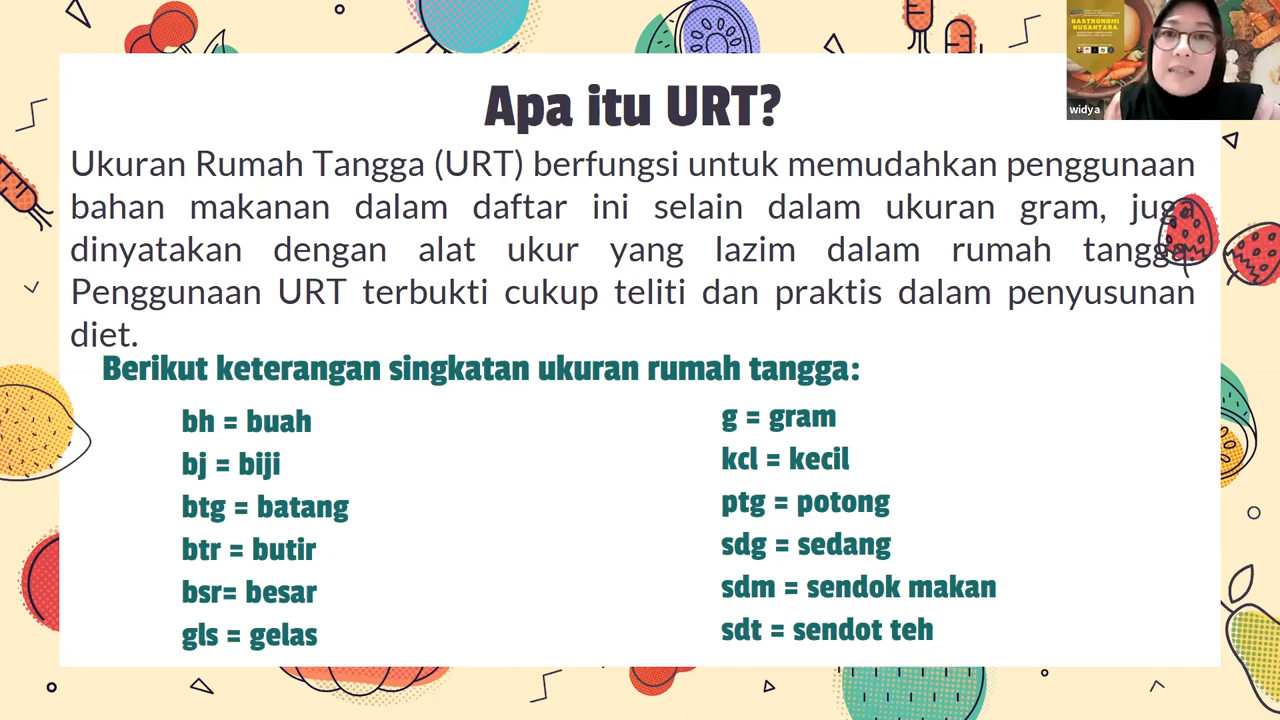 Apa itu URT?
Ukuran Rumah Tangga (URT) berfungsi untuk memudahkan penggunaan
bahan makanan dalam daftar ini selain dalam ukuran gram, juga
dinyatakan dengan alat ukur yang lazim dalam rumah tangga.
Penggunaan URT terbukti cukup teliti dan praktis dalam penyusunan
diet.
Berikut keterangan singkatan ukuran rumah tangga:
bh = buah
bj = biji
btg = batang
btr = butir
bsr= besar
gls = gelas
g = gram
kcl = kecil
ptg = potong
sdg = sedang
sdm = sendok makan
sdt = sendot teh
GASTRONOMI
NUSANTARA
widya